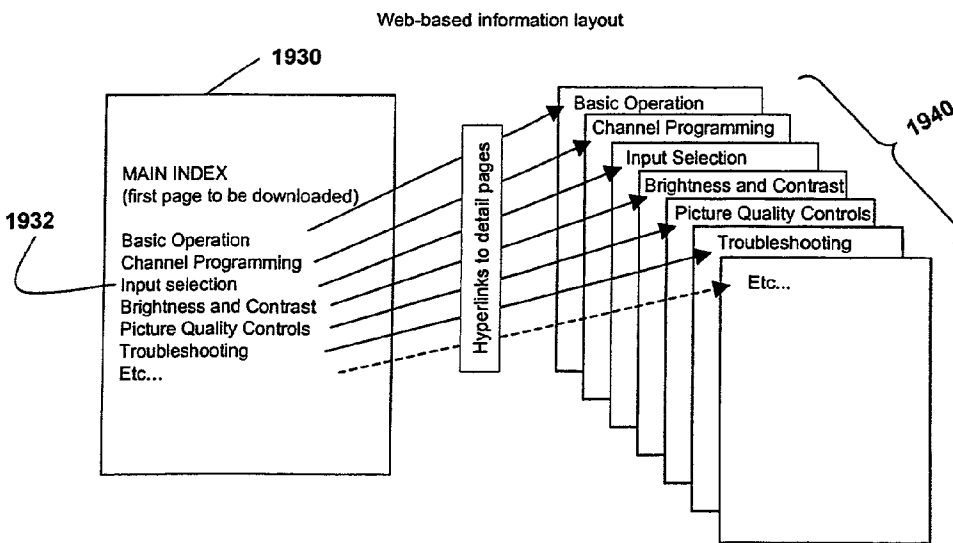 Web-based information layout
1930
1940
1932
MAIN INDEX
(first page to be downloaded)
Basic Operation
Channel Programming
Input selection
Brightness and Contrast
Picture Quality Controls
Troubleshooting
Etc...
Hyperlinks to detail pages
Basic Operation
Channel Programming
Input Selection
Brightness and Contrast
Picture Quality Controls
Troubleshooting
Etc...